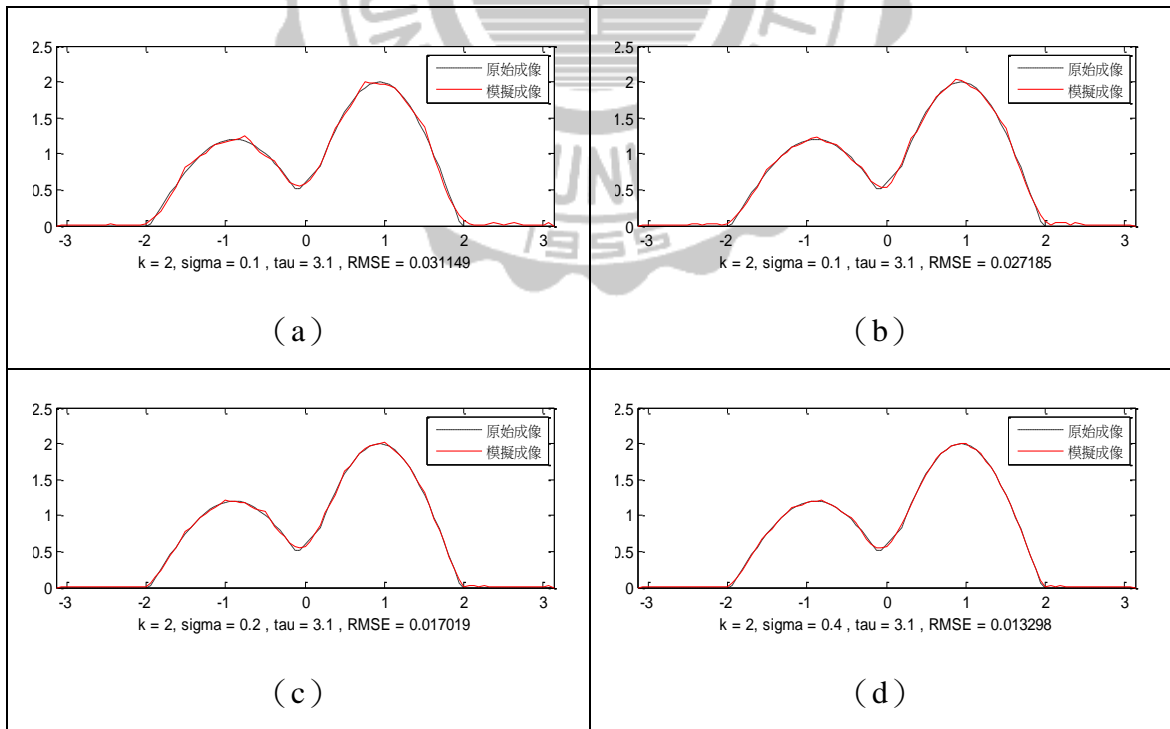 2.5
2
1.5
1
0.5
0
-3 -2 -1 0 1 2 3
原始成像
模擬成像
k = 2, sigma = 0.1 , tau = 3.1 , RMSE = 0.031149
(a)
2.5
2
1.5
1
0.5
0
-3 -2 -1 0 1 2 3
原始成像
模擬成像
k = 2, sigma = 0.1 , tau = 3.1 , RMSE = 0.027185
(b)
2.5
2
1.5
1
0.5
0
-3 -2 -1 0 1 2 3
原始成像
模擬成像
k = 2, sigma = 0.2 , tau = 3.1 , RMSE = 0.017019
(c)
2.5
2
1.5
1
0.5
0
-3 -2 -1 0 1 2 3
原始成像
模擬成像
k = 2, sigma = 0.4 , tau = 3.1 , RMSE = 0.013298
(d)
1956